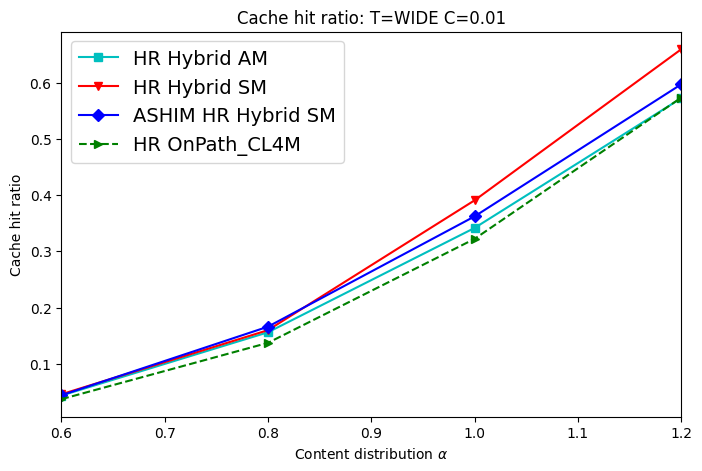 Cache hit ratio: T=WIDE C=0.01
HR Hybrid AM
HR Hybrid SM
ASHIM HR Hybrid SM
HR OnPath_CL4M
Cache hit ratio
0.6
0.5
0.4
0.3
0.2
0.1
0.6 0.7 0.8 0.9 1.0 1.1 1.2
Content distribution α